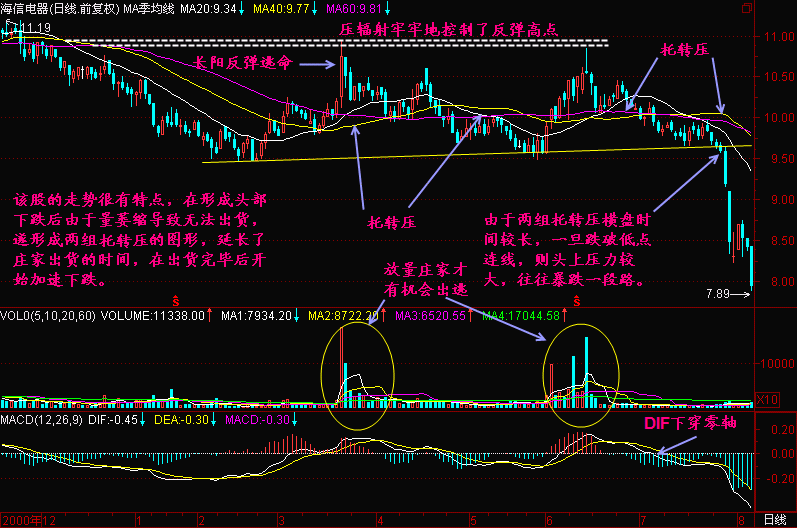 海信电器(日线.前复权) MA季均线 MA20:9.34↓ MA40:9.77↓ MA60:9.81↓
11.19
压辐射牢牢地控制了反弹高点
长阳反弹逃命
托转压
11.00
10.50
10.00
9.50
9.00
8.50
8.00
该股的走势很有特点，在形成头部
下跌后由于量萎缩导致无法出货，
遂形成两组托转压的图形，延长了
庄家出货的时间，在出货完毕后开
始加速下跌。
托转压
由于两组托转压横盘时
间较长，一旦跌破低点
连线，则头上压力较
大，往往暴跌一段路。
放量庄家才
有机会出逃
7.89
Ŝ
Ŝ
VOL0(5,10,20,60) VOLUME:11338.00↑ MA1:7934.20↓ MA2:8722.20↑ MA3:6520.55↑ MA4:17044.58↑
10000
X10
MACD(12,26,9) DIF:-0.45↓ DEA:-0.30↓ MACD:-0.30↓
DIF下穿零轴
0.20
0.00
-0.20
2000年12 1 2 3 4 5 6 7 8 日线